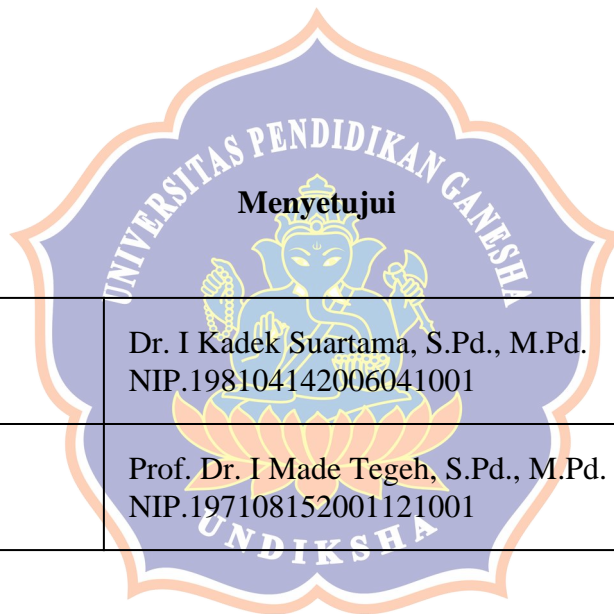 UNIVERSITAS PENDIDIKAN GANESHA
Menyetujui
Dr. I Kadek Suartama, S.Pd., M.Pd.
NIP.198104142006041001
Prof. Dr. I Made Tegeh, S.Pd., M.Pd.
NIP.197108152001121001
UNDIKSHA